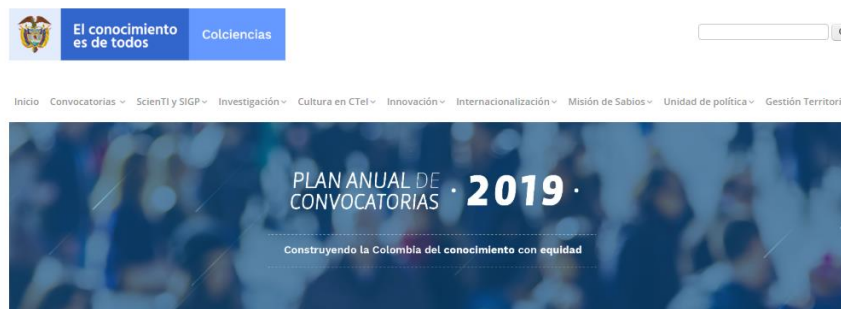 El conocimiento
es de todos
Colciencias
Inicio Convocatorias ScienTI y SIGP Investigación Cultura en CTeI Innovación Internacionalización Misión de Sabios Unidad de política Gestión Territori
PLAN ANUAL DE
CONVOCATORIAS · 2019 ·
Construyendo la Colombia del conocimiento con equidad